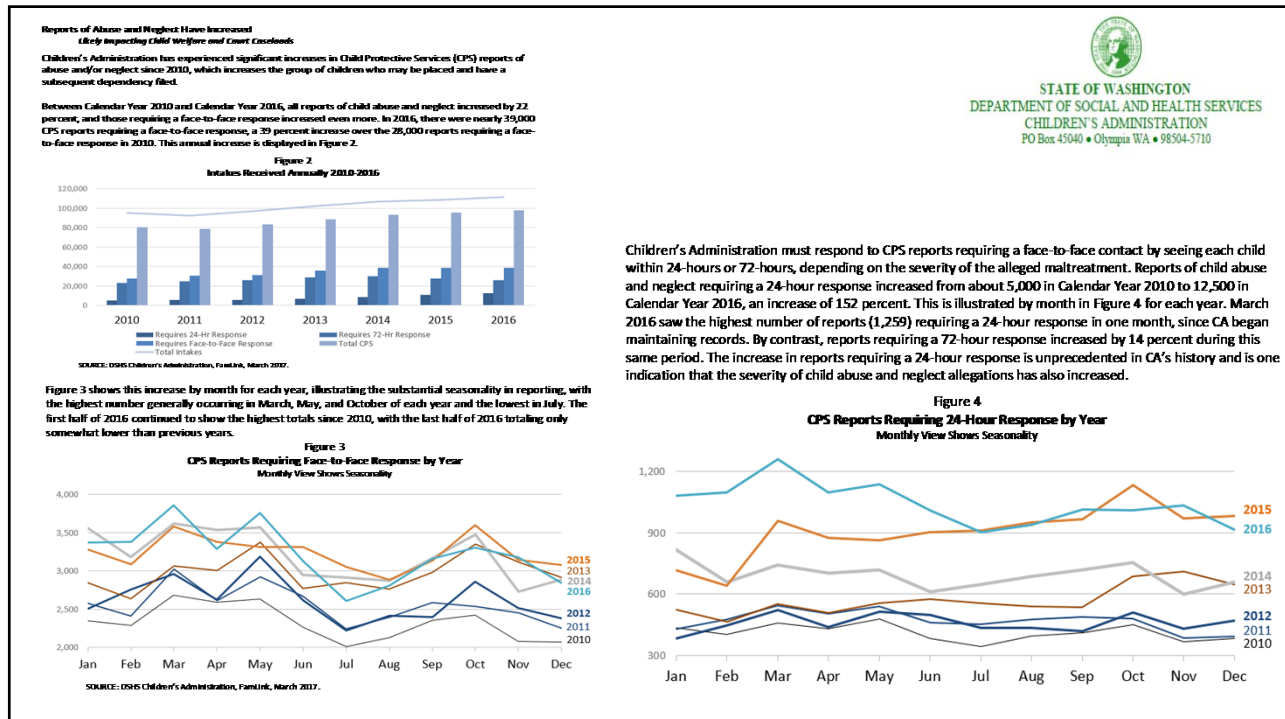 Reports of Abuse and Neglect Have Increased
Likely Impacting Child Welfare and Court Caseloads
Children's Administration has experienced significant increases in Child Protective Services (CPS) reports of
abuse and/or neglect since 2010, which increases the group of children who may be placed and have a
subsequent dependency filed.
Between Calendar Year 2010 and Calendar Year 2016, all reports of child abuse and neglect increased by 22
percent, and those requiring a face-to-face response increased even more. In 2016, there were nearly 39,000
CPS reports requiring a face-to-face response, a 39 percent increase over the 28,000 reports requiring a face-
to-face response in 2010. This annual increase is displayed in Figure 2.
Figure 2
Intakes Received Annually 2010-2016
120,000
100,000
80,000
60,000
40,000
20,000
0
2010 2011 2012 2013 2014 2015 2016
Requires 24-Hr Response Requires 72-Hr Response
Requires Face-to-Face Response Total CPS
Total Intakes
SOURCE: DSHS Children's Administration, FamLink, March 2017.
Figure 3 shows this increase by month for each year, illustrating the substantial seasonality in reporting, with
the highest number generally occurring in March, May, and October of each year and the lowest in July. The
first half of 2016 continued to show the highest totals since 2010, with the last half of 2016 totaling only
somewhat lower than previous years.
Figure 3
CPS Reports Requiring Face-to-Face Response by Year
Monthly View Shows Seasonality
4,000
3,500
3,000
2,500
2,000
2015
2013
2014
2016
2012
2011
2010
Jan Feb Mar Apr May Jun Jul Aug Sep Oct Nov Dec
SOURCE: DSHS Children's Administration, FamLink, March 2017.
STATE OF WASHINGTON
DEPARTMENT OF SOCIAL AND HEALTH SERVICES
CHILDREN'S ADMINISTRATION
PO Box 45040 • Olympia WA • 98504-5710
Children's Administration must respond to CPS reports requiring a face-to-face contact by seeing each child
within 24-hours or 72-hours, depending on the severity of the alleged maltreatment. Reports of child abuse
and neglect requiring a 24-hour response increased from about 5,000 in Calendar Year 2010 to 12,500 in
Calendar Year 2016, an increase of 152 percent. This is illustrated by month in Figure 4 for each year. March
2016 saw the highest number of reports (1,259) requiring a 24-hour response in one month, since CA began
maintaining records. By contrast, reports requiring a 72-hour response increased by 14 percent during this
same period. The increase in reports requiring a 24-hour response is unprecedented in CA's history and is one
indication that the severity of child abuse and neglect allegations has also increased.
Figure 4
CPS Reports Requiring 24-Hour Response by Year
Monthly View Shows Seasonality
1,200
900
600
300
2015
2016
2014
2013
2012
2011
2010
Jan Feb Mar Apr May Jun Jul Aug Sep Oct Nov Dec